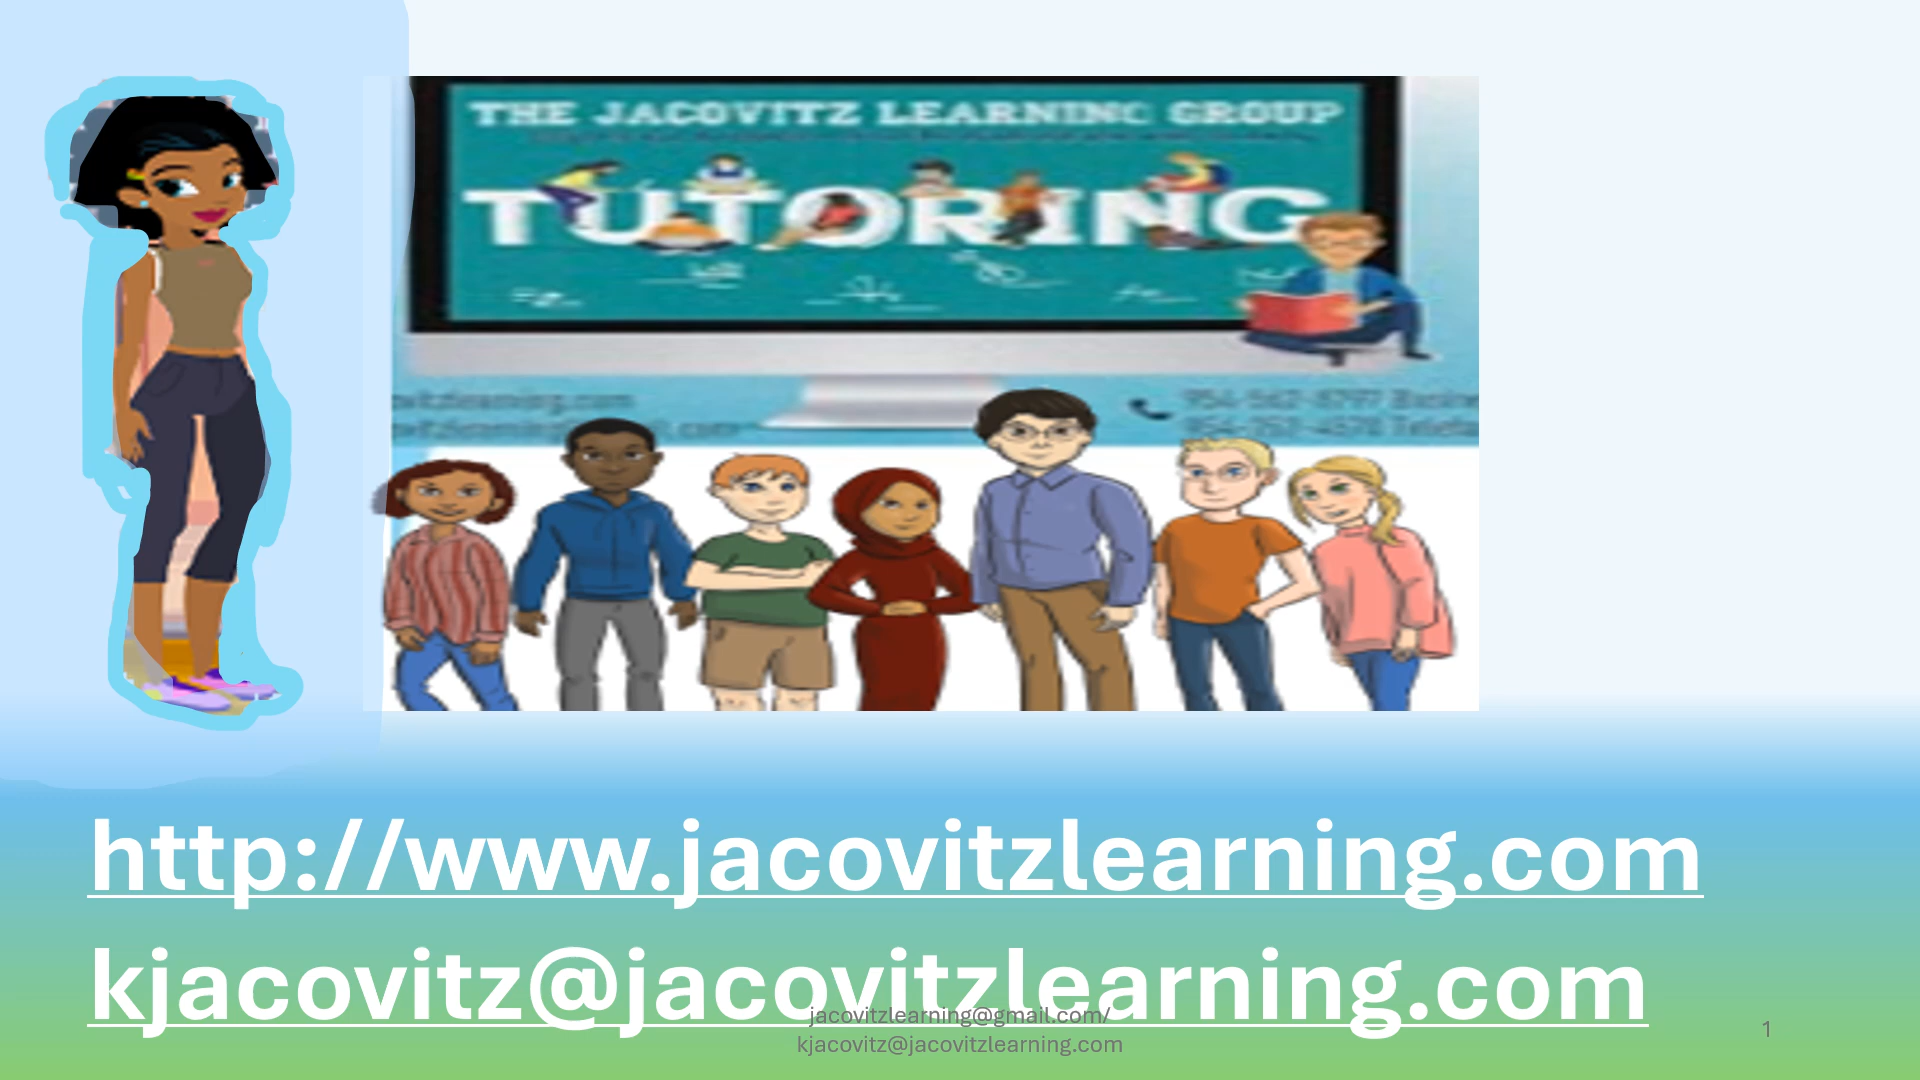 THE JACOVITZ LEARNING GROUP
TUTORING
http://www.jacovitzlearning.com
kjacovitz@jacovitzlearning.com
jacovitzlearning@gmail.com/
kjacovitz@jacovitzlearning.com
1